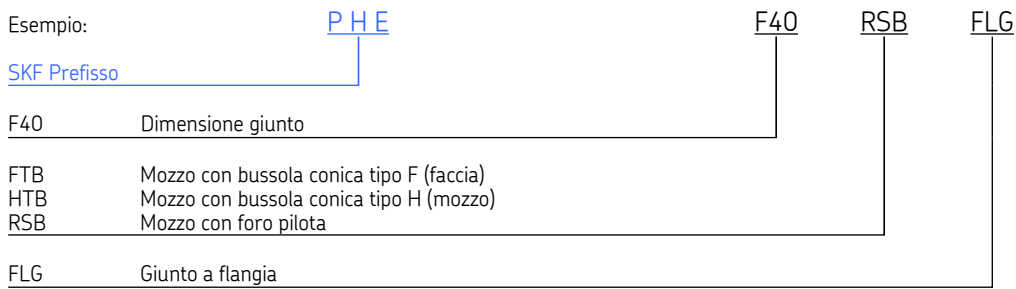 Esempio: P H E F40 RSB FLG
SKF Prefisso
F40 Dimensione giunto
FTB Mozzo con bussola conica tipo F (faccia)
HTB Mozzo con bussola conica tipo H (mozzo)
RSB Mozzo con foro pilota
FLG Giunto a flangia